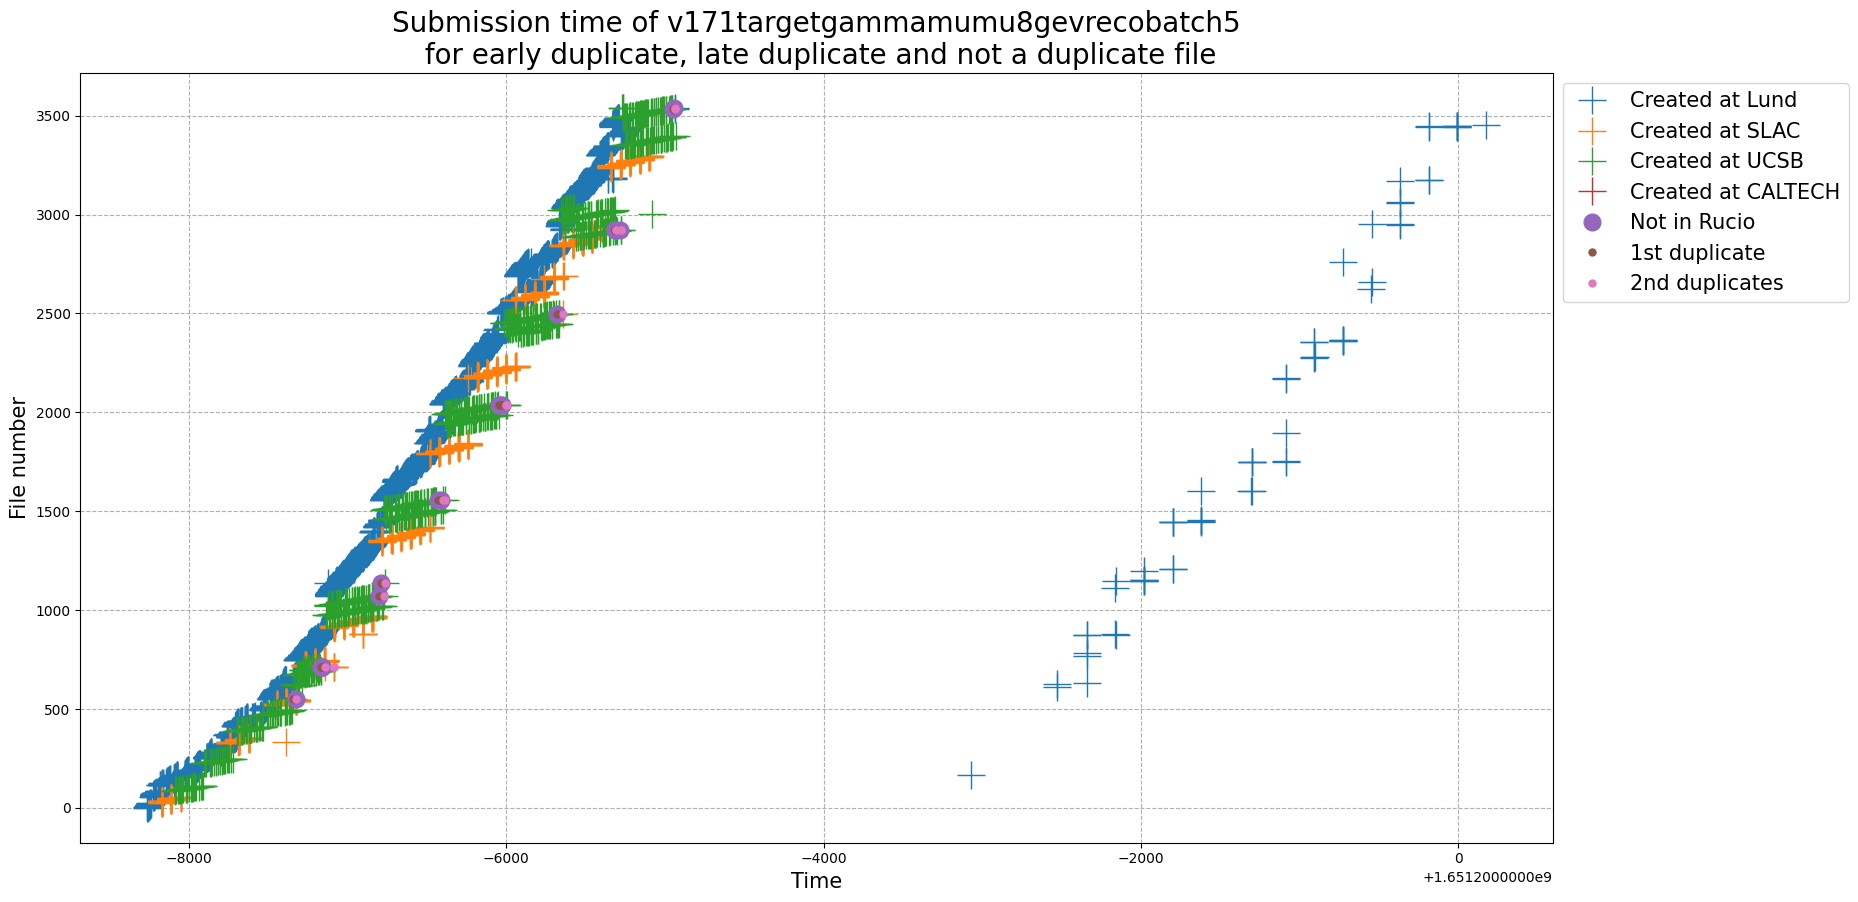 Submission time of v171targetgammamumu8gevrecobatch5
for early duplicate, late duplicate and not a duplicate file
Created at Lund
Created at SLAC
Created at UCSB
Created at CALTECH
Not in Rucio
1st duplicate
2nd duplicates
File number
3500
3000
2500
2000
1500
1000
500
0
−8000
−6000
−4000
−2000
0
Time
+1.6512000000e9